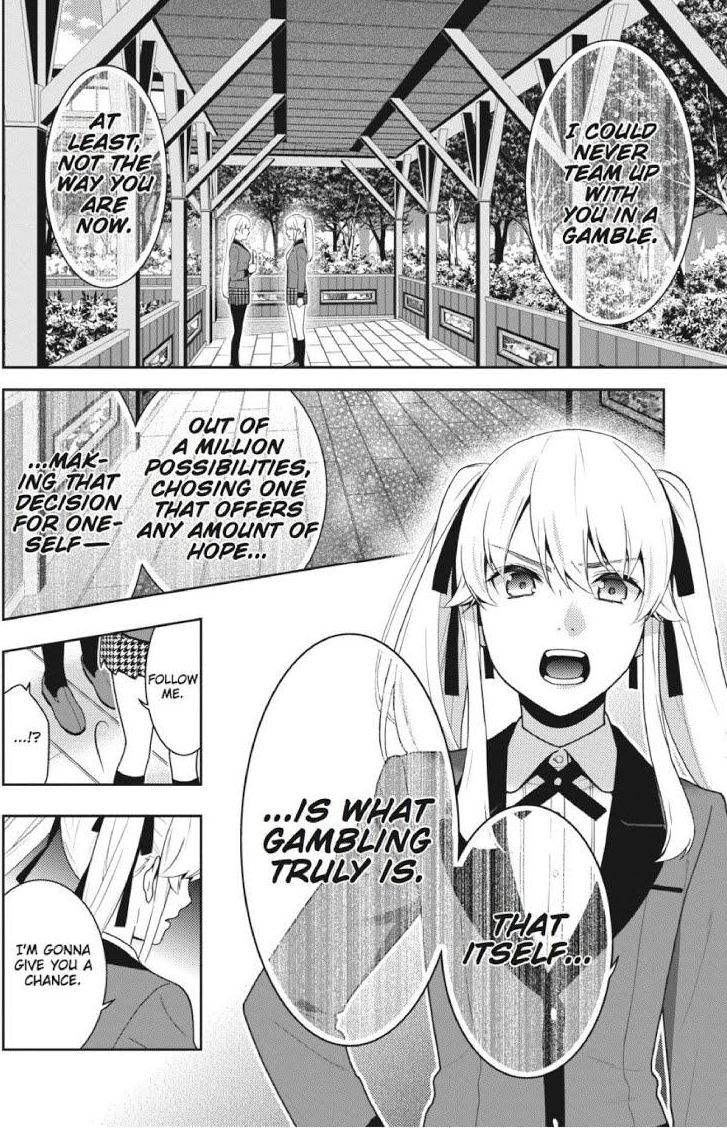 I COULD
NEVER
TEAM UP
WITH
YOU IN A
GAMBLE.
AT
LEAST,
NOT THE
WAY YOU
ARE
NOW.
OUT OF
A MILLION
POSSIBILITIES,
CHOSING ONE
THAT OFFERS
ANY AMOUNT OF
HOPE...
...MAK-
ING THAT
DECISION
FOR ONE-
SELF—
THAT
ITSELF...
...IS WHAT
GAMBLING
TRULY IS.
FOLLOW
ME.
...!?
I'M GONNA
GIVE YOU A
CHANCE.